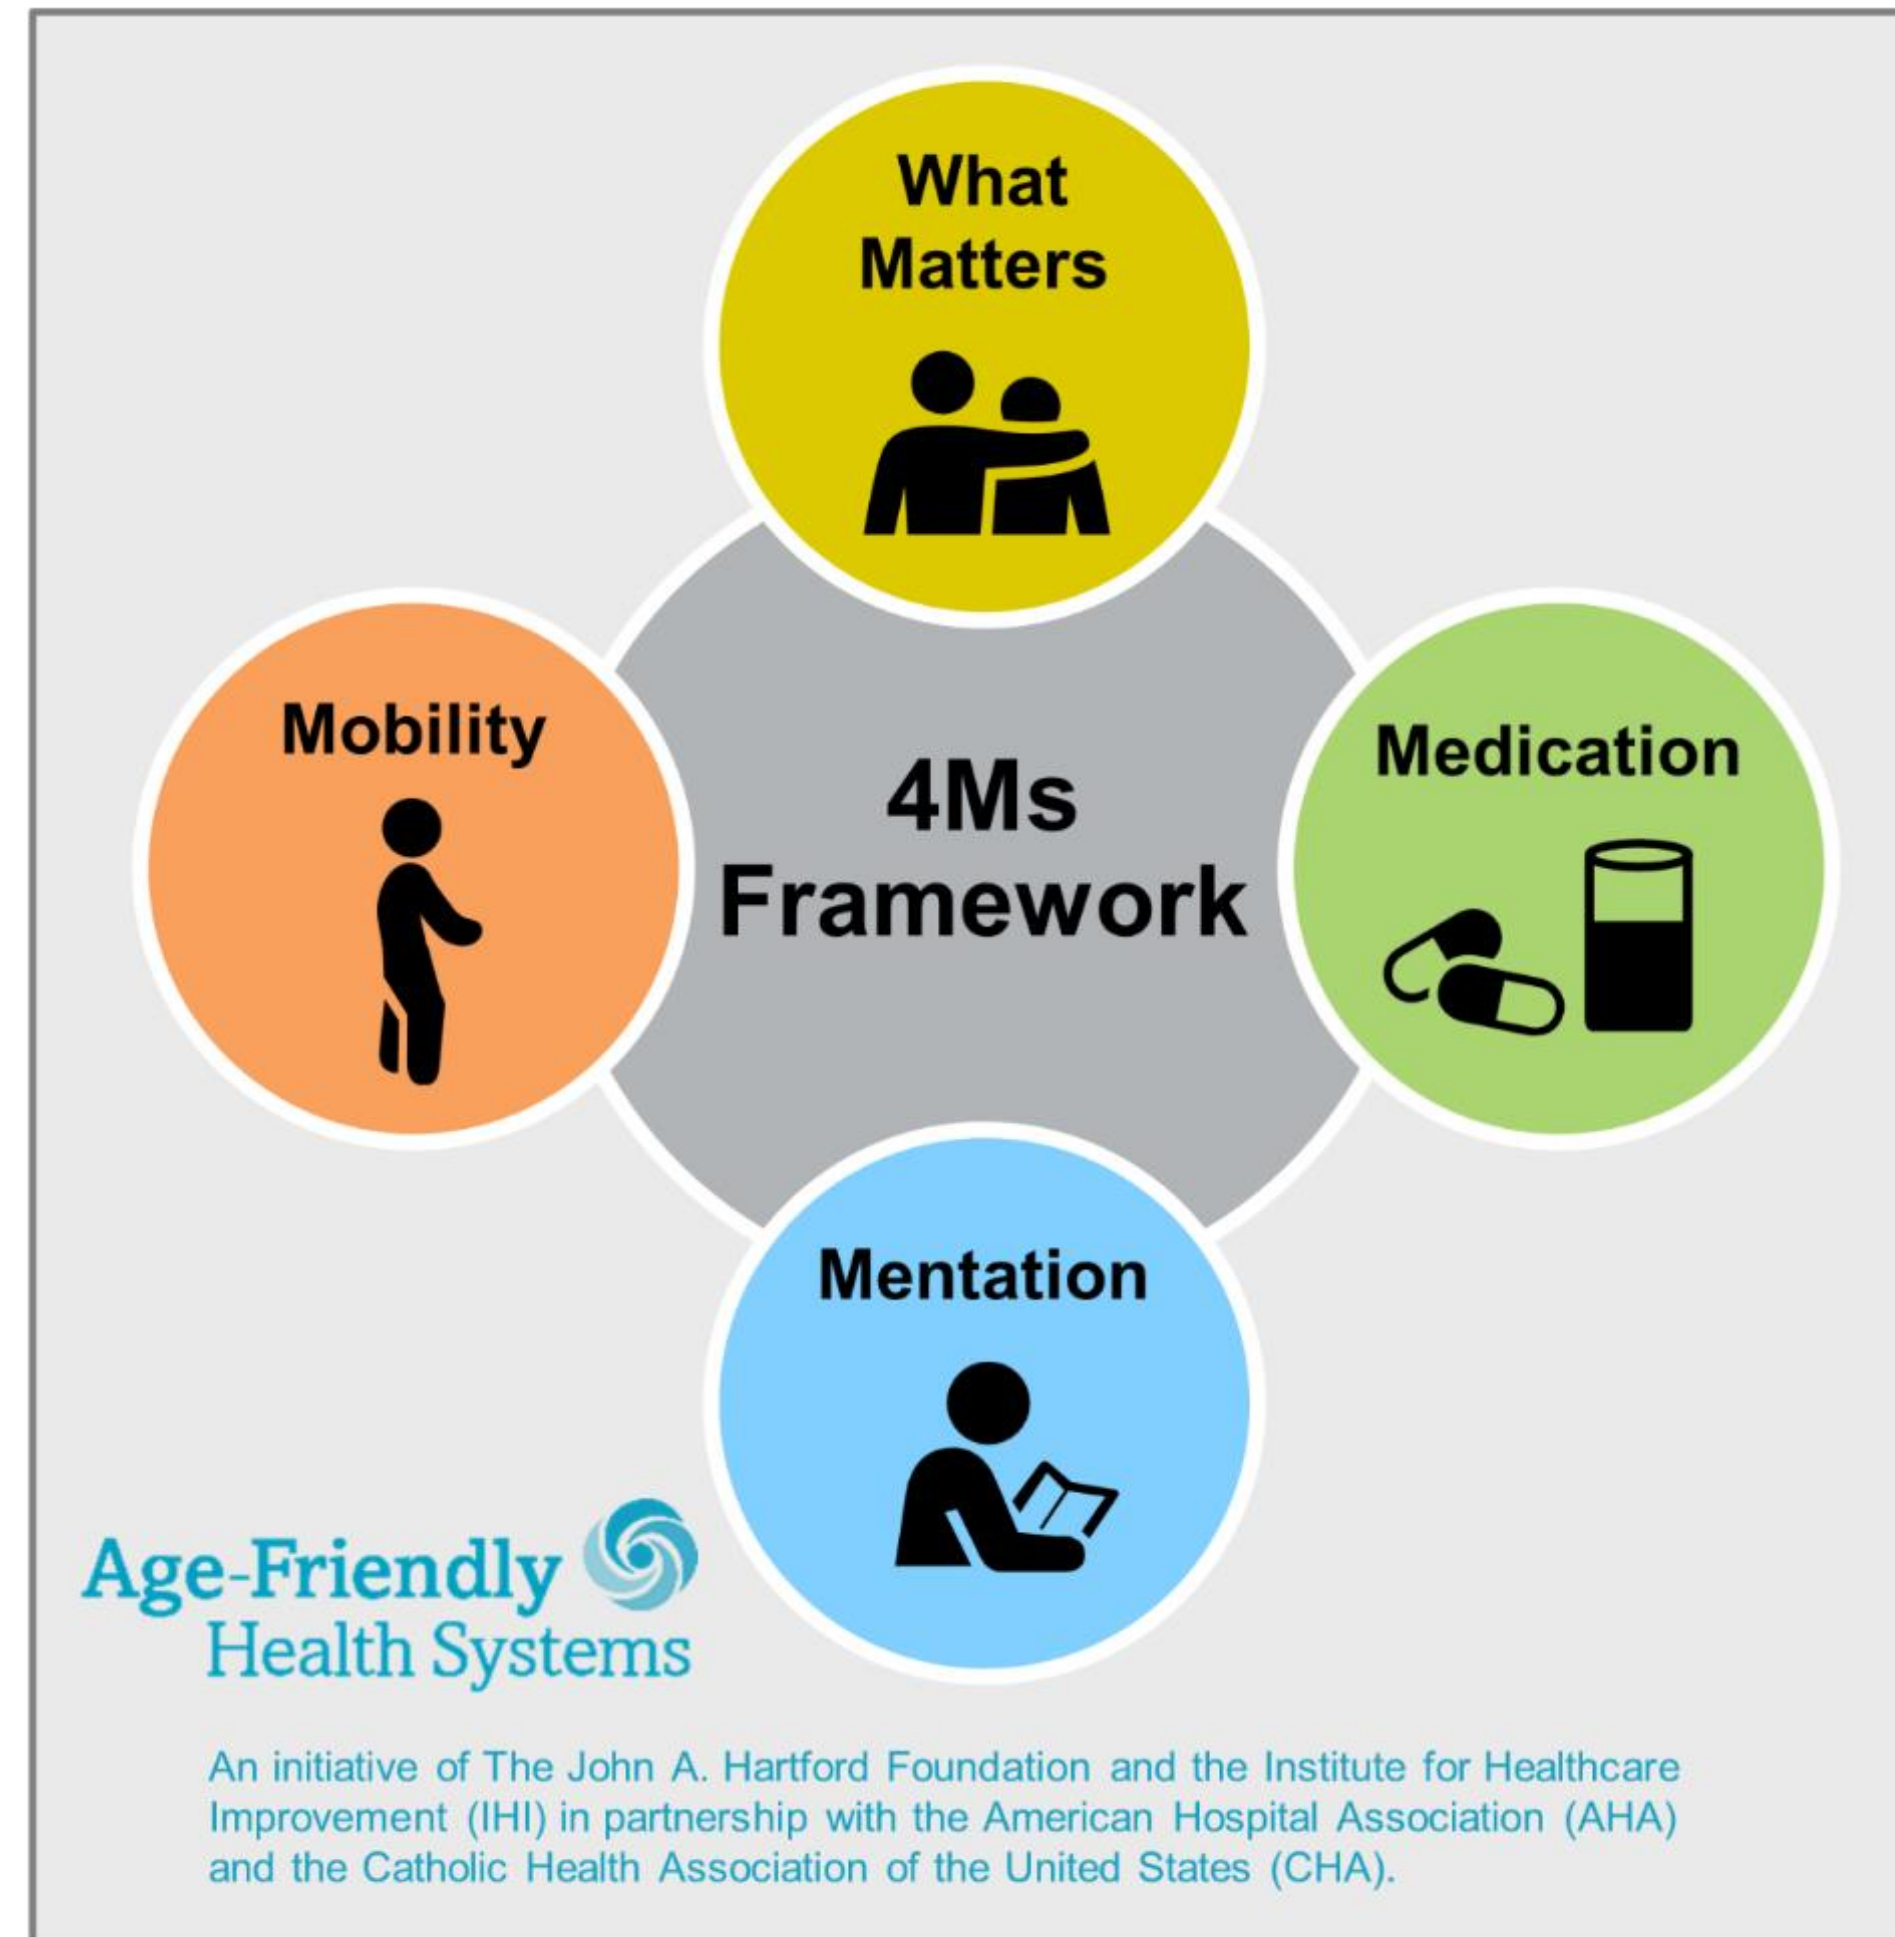 What
Matters
Mobility
Medication
4Ms
Framework
Mentation
Age-Friendly
Health Systems
An initiative of The John A. Hartford Foundation and the Institute for Healthcare
Improvement (IHI) in partnership with the American Hospital Association (AHA)
and the Catholic Health Association of the United States (CHA).